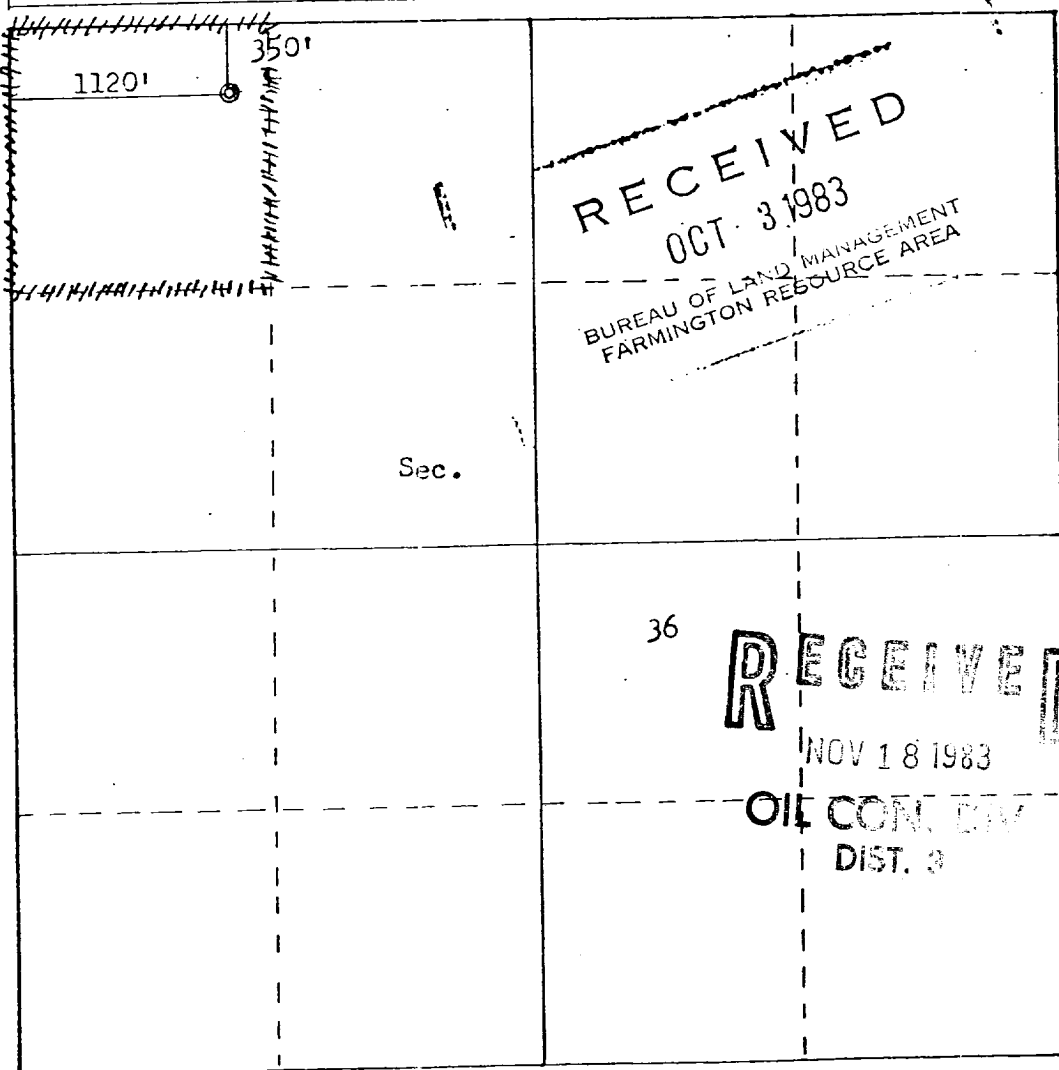 350'
1120'
RECEIVED
OCT 3 1983
BUREAU OF LAND MANAGEMENT
FARMINGTON RESOURCE AREA
Sec.
36
RECEIVED
NOV 18 1983
OIL CON. DIV
DIST. 3